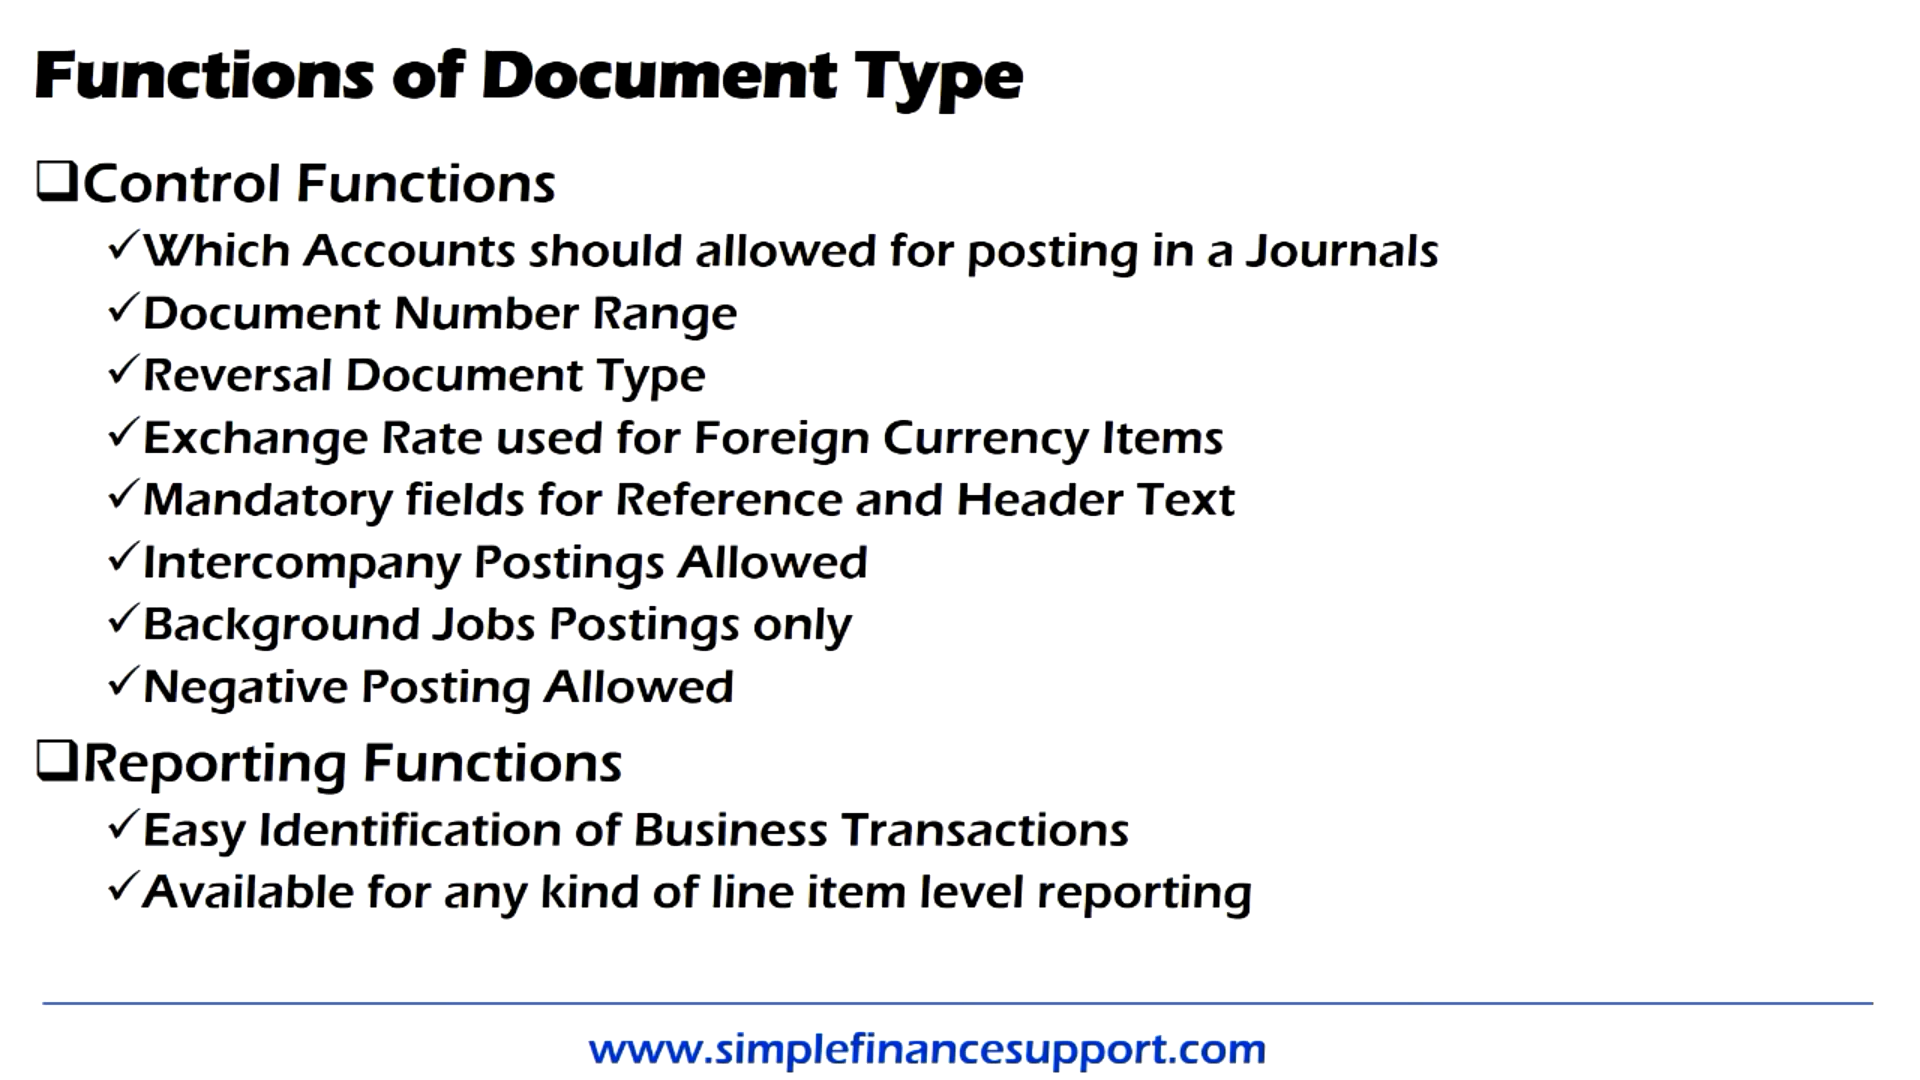 Functions of Document Type
❑Control Functions
✓Which Accounts should allowed for posting in a Journals
✓Document Number Range
✓Reversal Document Type
✓Exchange Rate used for Foreign Currency Items
✓Mandatory fields for Reference and Header Text
✓Intercompany Postings Allowed
✓Background Jobs Postings only
✓Negative Posting Allowed
❑Reporting Functions
✓Easy Identification of Business Transactions
✓Available for any kind of line item level reporting
www.simplefinancesupport.com